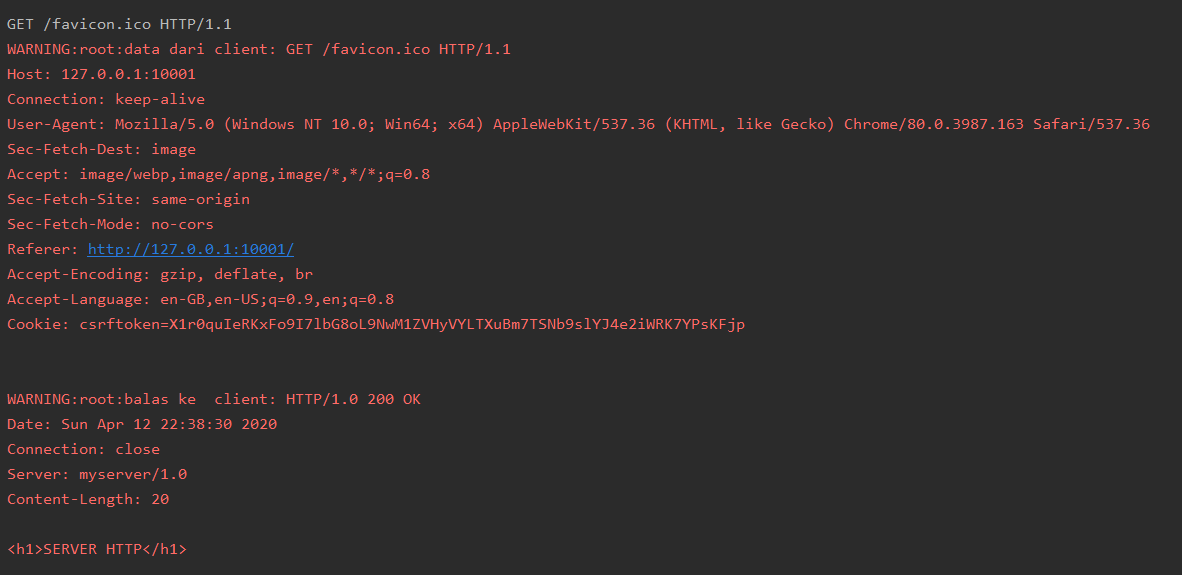 GET /favicon.ico HTTP/1.1
WARNING:root:data dari client: GET /favicon.ico HTTP/1.1
Host: 127.0.0.1:10001
Connection: keep-alive
User-Agent: Mozilla/5.0 (Windows NT 10.0; Win64; x64) AppleWebKit/537.36 (KHTML, like Gecko) Chrome/80.0.3987.163 Safari/537.36
Sec-Fetch-Dest: image
Accept: image/webp,image/apng,image/*,*/*;q=0.8
Sec-Fetch-Site: same-origin
Sec-Fetch-Mode: no-cors
Referer: http://127.0.0.1:10001/
Accept-Encoding: gzip, deflate, br
Accept-Language: en-GB,en-US;q=0.9,en;q=0.8
Cookie: csrftoken=X1r0quIeRKxFo9I7lbG8oL9NwM1ZVHyVYLTXuBm7TSNb9slYJ4e2iWRK7YPsKFjp
WARNING:root:balas ke  client: HTTP/1.0 200 OK
Date: Sun Apr 12 22:38:30 2020
Connection: close
Server: myserver/1.0
Content-Length: 20
<h1>SERVER HTTP</h1>